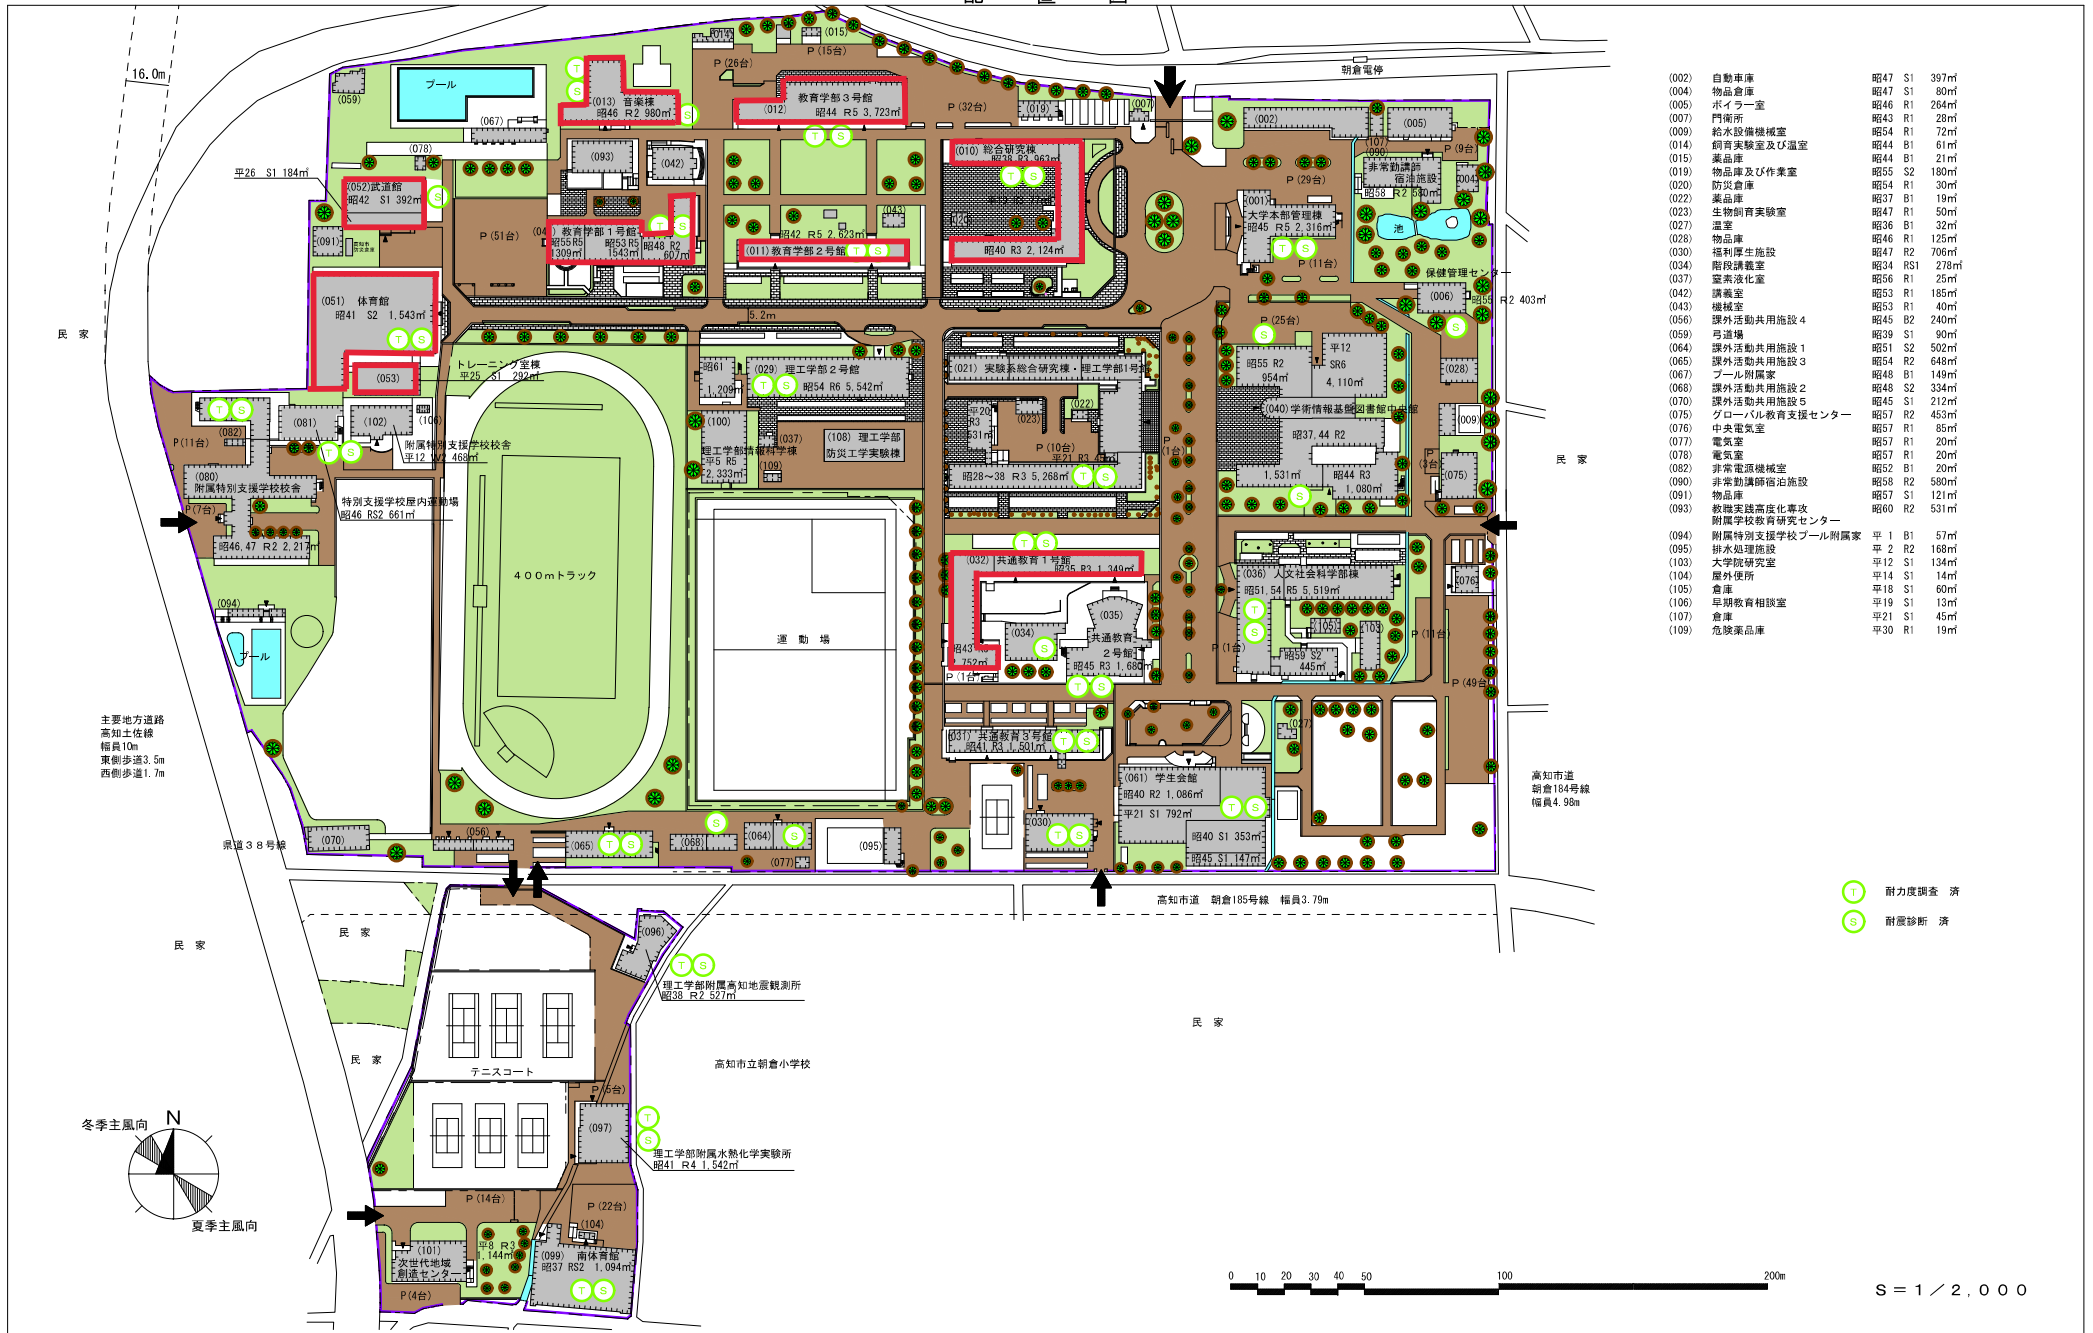 配 置 図
16.0m
(059)
プール
(067)
(078)
平26 S1 184㎡
(052)武道館
昭42 S1 392㎡
(091)
(051) 体育館
昭41 S2 1,543㎡
(053)
トレーニング室棟
平25 S1 292㎡
(013) 音楽棟
昭46 R2 980㎡
(093)
(042)
P(51台)
教育学部1号館
昭55R5
1309㎡
昭53R5
1543㎡
昭48 R2
607㎡
(014)
(015)
P(15台)
P(26台)
(012)
教育学部3号館
昭44 R5 3,723㎡
P(32台)
(019)
(007)
(043)
昭42 R5 2,623㎡
(011)教育学部2号館
(010) 総合研究棟
昭38 R3 963㎡
昭40 R3 2,124㎡
朝倉電停
(002)
(005)
(107)
(090)
P(9台)
非常勤講師
宿泊施設
昭58 R2 580㎡
(004)
P(29台)
(001)
大学本部管理棟
昭45 R5 2,316㎡
P(11台)
池
保健管理センター
(006)
昭55 R2 403㎡
5.2m
民 家
P(25台)
昭55 R2
954㎡
平12
SR6
4,110㎡
(040)学術情報基盤図書館中央館
昭37,44 R2
1,531㎡
昭44 R3
1,080㎡
(028)
(009)
P
(3台)
(075)
民 家
昭61
1,209㎡
(029) 理工学部2号館
昭54 R6 5,542㎡
(100)
理工学部情報科学棟
平5 R5
2,333㎡
(037)
(109)
(108) 理工学部
防災工学実験棟
(021) 実験系総合研究棟・理工学部1号館
平20
R3
531㎡
(023)
(022)
P(10台)
昭28~38 R3 5,268㎡
P
(1台)
P(11台)
(082)
(081)
(102)
(106)
附属特別支援学校校舎
平12 W2 468㎡
(080)
附属特別支援学校校舎
P(7台)
昭46,47 R2 2,217㎡
特別支援学校屋内運動場
昭46 RS2 661㎡
(094)
プール
400mトラック
運 動 場
(032) 共通教育1号館
昭35 R3 1,349㎡
昭43 R3
752㎡
P(1台)
(034)
(035)
共通教育
2号館
昭45 R3 1,680㎡
(031) 共通教育3号館
昭41 R3 1,501㎡
(036) 人文社会科学部棟
昭51,54 R5 5,519㎡
(105)
(103)
昭59 S2
445㎡
P(1台)
P(11台)
(076)
P(49台)
(027)
(061) 学生会館
昭40 R2 1,086㎡
平21 S1 792㎡
昭40 S1 353㎡
昭45 S1 147㎡
(030)
(070)
(056)
(065)
(068)
(064)
(077)
(095)
主要地方道路
高知土佐線
幅員10m
東側歩道3.5m
西側歩道1.7m
県道38号線
高知市道
朝倉184号線
幅員4.98m
高知市道 朝倉185号線 幅員3.79m
民 家
民 家
民 家
民 家
(096)
理工学部附属高知地震観測所
昭38 R2 527㎡
高知市立朝倉小学校
テニスコート
P(5台)
(097)
理工学部附属水熱化学実験所
昭41 R4 1,542㎡
P(14台)
P(22台)
(104)
(101)
次世代地域
創造センター
平8 R3
1,144㎡
P(4台)
(099) 南体育館
昭37 RS2 1,094㎡
冬季主風向
N
夏季主風向
(002) 自動車庫 昭47 S1 397㎡
(004) 物品倉庫 昭47 S1 80㎡
(005) ボイラー室 昭46 R1 264㎡
(007) 門衛所 昭43 R1 28㎡
(009) 給水設備機械室 昭54 R1 72㎡
(014) 飼育実験室及び温室 昭44 B1 61㎡
(015) 薬品庫 昭44 B1 21㎡
(019) 物品庫及び作業室 昭55 S2 180㎡
(020) 防災倉庫 昭54 R1 30㎡
(022) 薬品庫 昭37 B1 19㎡
(023) 生物飼育実験室 昭47 R1 50㎡
(027) 温室 昭36 B1 32㎡
(028) 物品庫 昭46 R1 125㎡
(030) 福利厚生施設 昭47 R2 706㎡
(034) 階段講義室 昭34 RS1 278㎡
(037) 窒素液化室 昭56 R1 25㎡
(042) 講義室 昭53 R1 185㎡
(043) 機械室 昭53 R1 40㎡
(056) 課外活動共用施設4 昭45 B2 240㎡
(059) 弓道場 昭39 S1 90㎡
(064) 課外活動共用施設1 昭51 S2 502㎡
(065) 課外活動共用施設3 昭54 R2 648㎡
(067) プール附属家 昭48 B1 149㎡
(068) 課外活動共用施設2 昭48 S2 334㎡
(070) 課外活動共用施設5 昭45 S1 212㎡
(075) グローバル教育支援センター 昭57 R2 453㎡
(076) 中央電気室 昭57 R1 85㎡
(077) 電気室 昭57 R1 20㎡
(078) 電気室 昭57 R1 20㎡
(082) 非常電源機械室 昭52 B1 20㎡
(090) 非常勤講師宿泊施設 昭58 R2 580㎡
(091) 物品庫 昭57 S1 121㎡
(093) 教職実践高度化専攻 昭60 R2 531㎡
附属学校教育研究センター
(094) 附属特別支援学校プール附属家 平 1 B1 57㎡
(095) 排水処理施設 平 2 R2 168㎡
(103) 大学院研究室 平12 S1 134㎡
(104) 屋外便所 平14 S1 14㎡
(105) 倉庫 平18 S1 60㎡
(106) 早期教育相談室 平19 S1 13㎡
(107) 倉庫 平21 S1 45㎡
(109) 危険薬品庫 平30 R1 19㎡
T 耐力度調査 済
S 耐震診断 済
0 10 20 30 40 50 100 200m
S=1/2,000